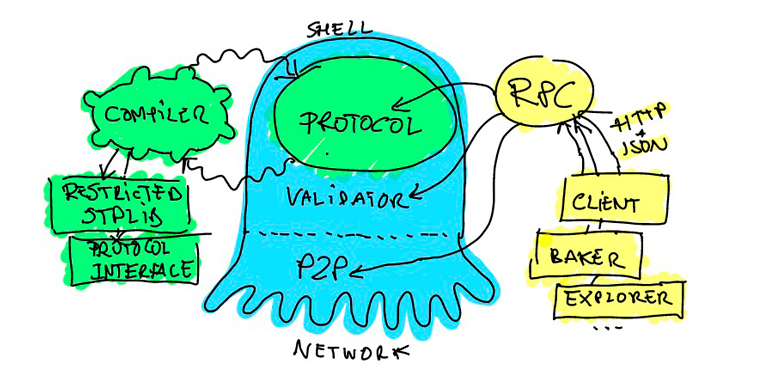 SHELL
COMPILER
PROTOCOL
RPC
HTTP
+
JSON
RESTRICTED
STDLIB
VALIDATOR
CLIENT
PROTOCOL
INTERFACE
P2P
BAKER
EXPLORER
...
NETWORK